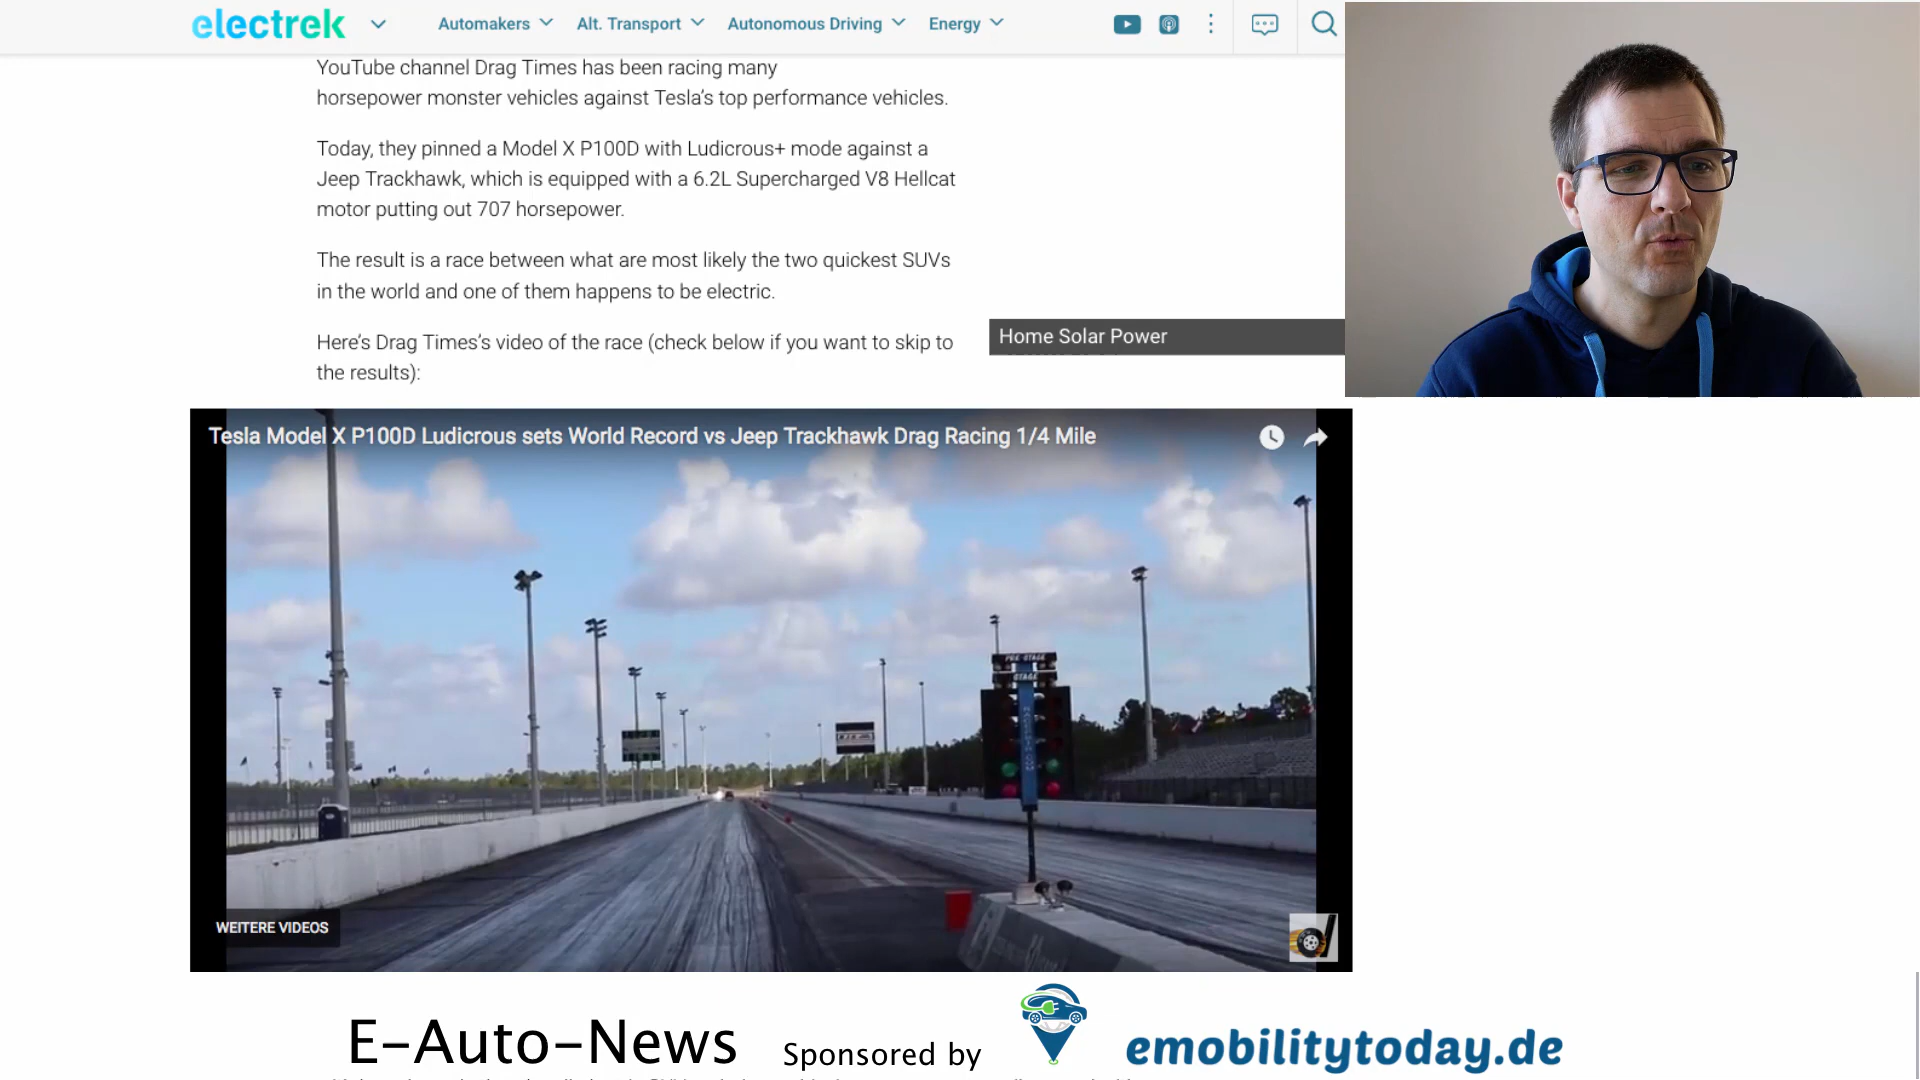 electrek
Automakers
Alt. Transport
Autonomous Driving
Energy
YouTube channel Drag Times has been racing many
horsepower monster vehicles against Tesla's top performance vehicles.
Today, they pinned a Model X P100D with Ludicrous+ mode against a
Jeep Trackhawk, which is equipped with a 6.2L Supercharged V8 Hellcat
motor putting out 707 horsepower.
The result is a race between what are most likely the two quickest SUVs
in the world and one of them happens to be electric.
Here's Drag Times's video of the race (check below if you want to skip to
the results):
Home Solar Power
Tesla Model X P100D Ludicrous sets World Record vs Jeep Trackhawk Drag Racing 1/4 Mile
PRE STAGE
STAGE
WEITERE VIDEOS
E-Auto-News
Sponsored by
emobilitytoday.de